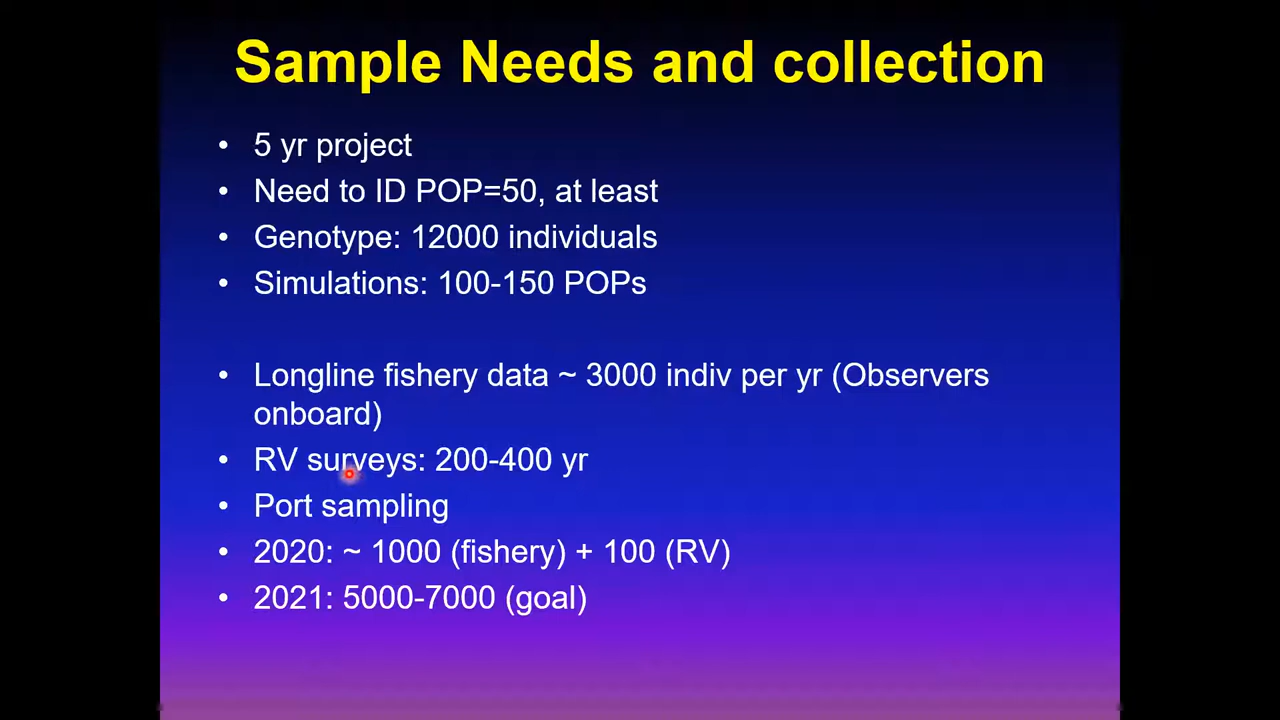 Sample Needs and collection
• 5 yr project
• Need to ID POP=50, at least
• Genotype: 12000 individuals
• Simulations: 100-150 POPs
• Longline fishery data ~ 3000 indiv per yr (Observers
onboard)
• RV surveys: 200-400 yr
• Port sampling
• 2020: ~ 1000 (fishery) + 100 (RV)
• 2021: 5000-7000 (goal)